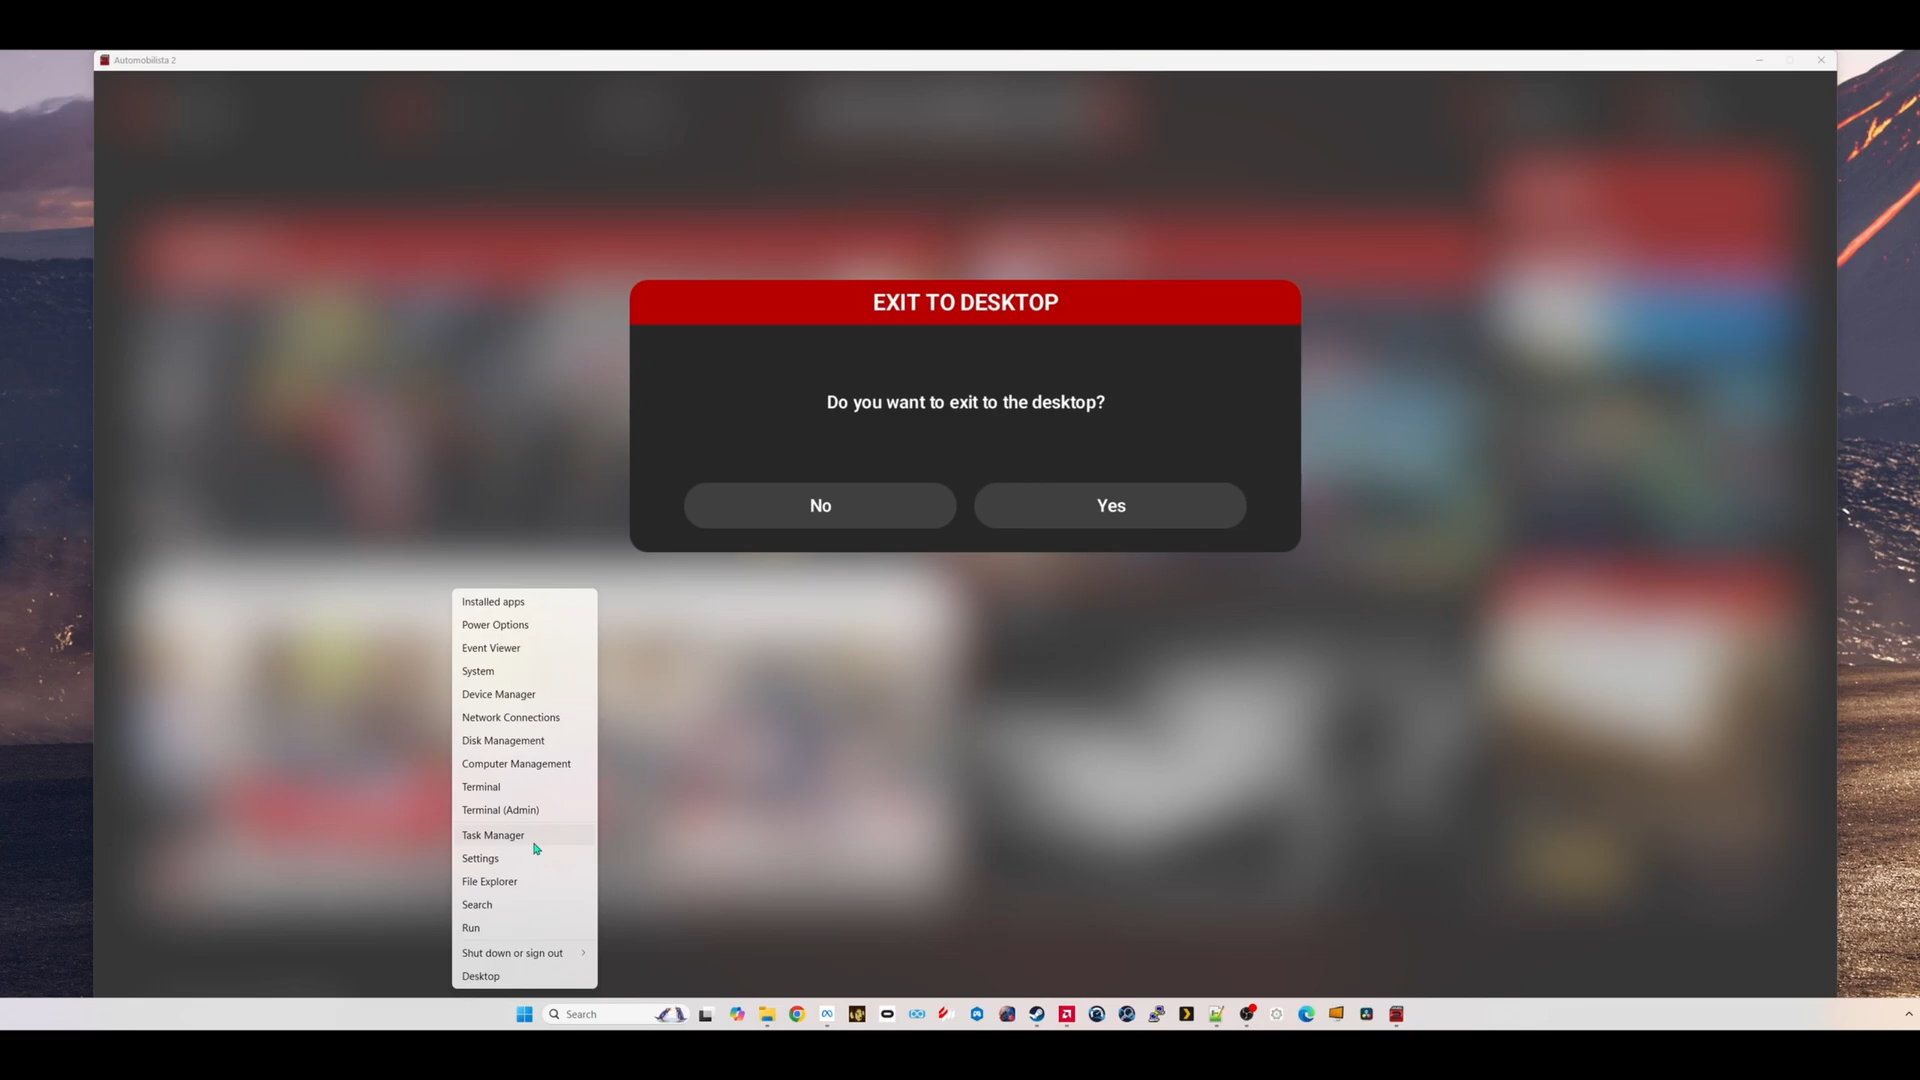 Automobilista 2
EXIT TO DESKTOP
Do you want to exit to the desktop?
No
Yes
Installed apps
Power Options
Event Viewer
System
Device Manager
Network Connections
Disk Management
Computer Management
Terminal
Terminal (Admin)
Task Manager
Settings
File Explorer
Search
Run
Shut down or sign out
Desktop
Search